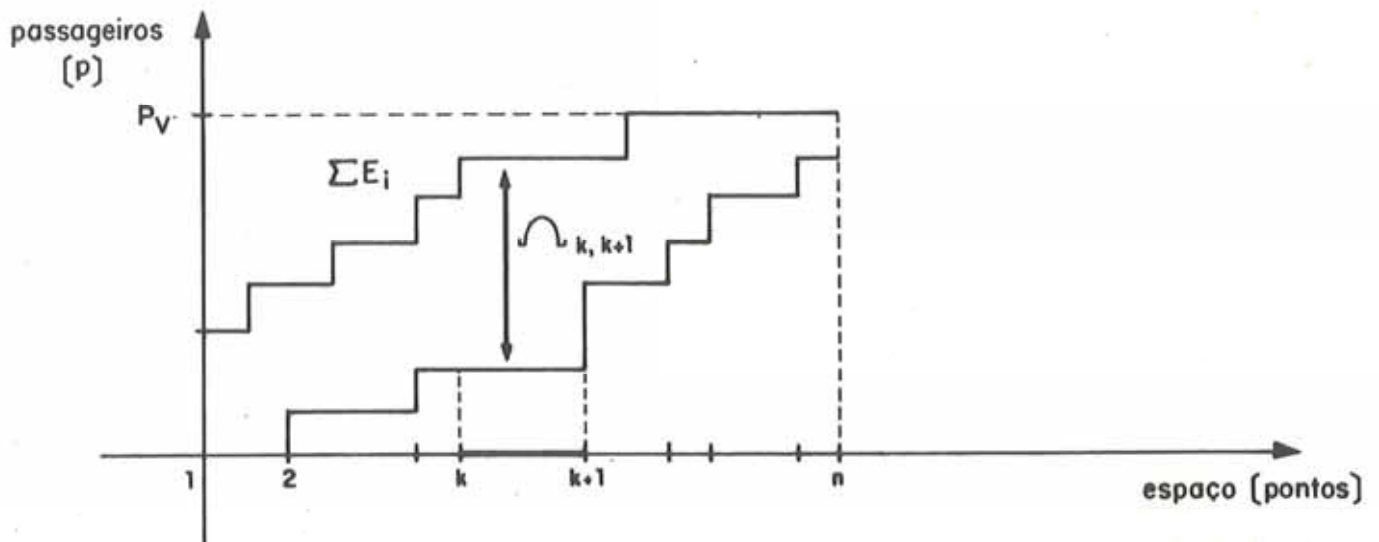 passageiros
(p)
Pv
ΣEi
Ω k, k+1
1
2
k
k+1
n
espaço (pontos)